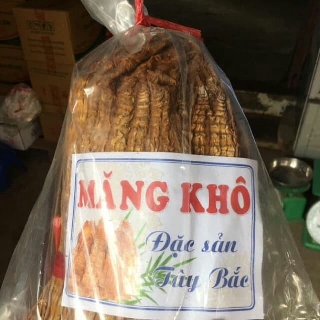 MĂNG KHÔ
Đặc sản
Tây Bắc